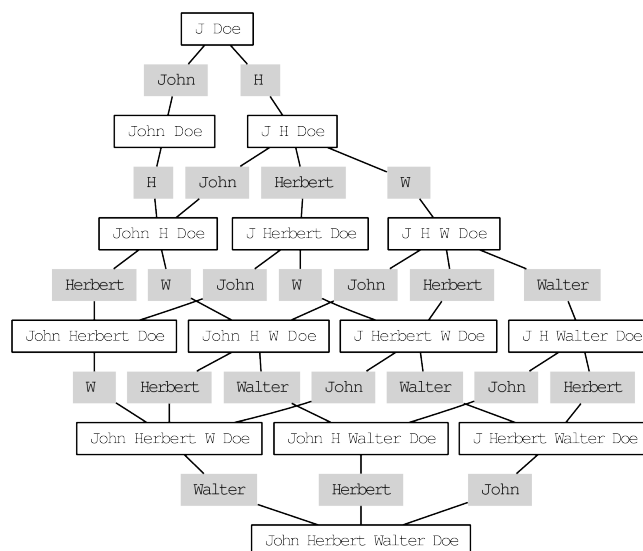 J Doe
John H
John Doe J H Doe
H John Herbert W
John H Doe J Herbert Doe J H W Doe
Herbert W John W John Herbert Walter
John Herbert Doe John H W Doe J Herbert W Doe J H Walter Doe
W Herbert Walter John Walter John Herbert
John Herbert W Doe John H Walter Doe J Herbert Walter Doe
Walter Herbert John
John Herbert Walter Doe